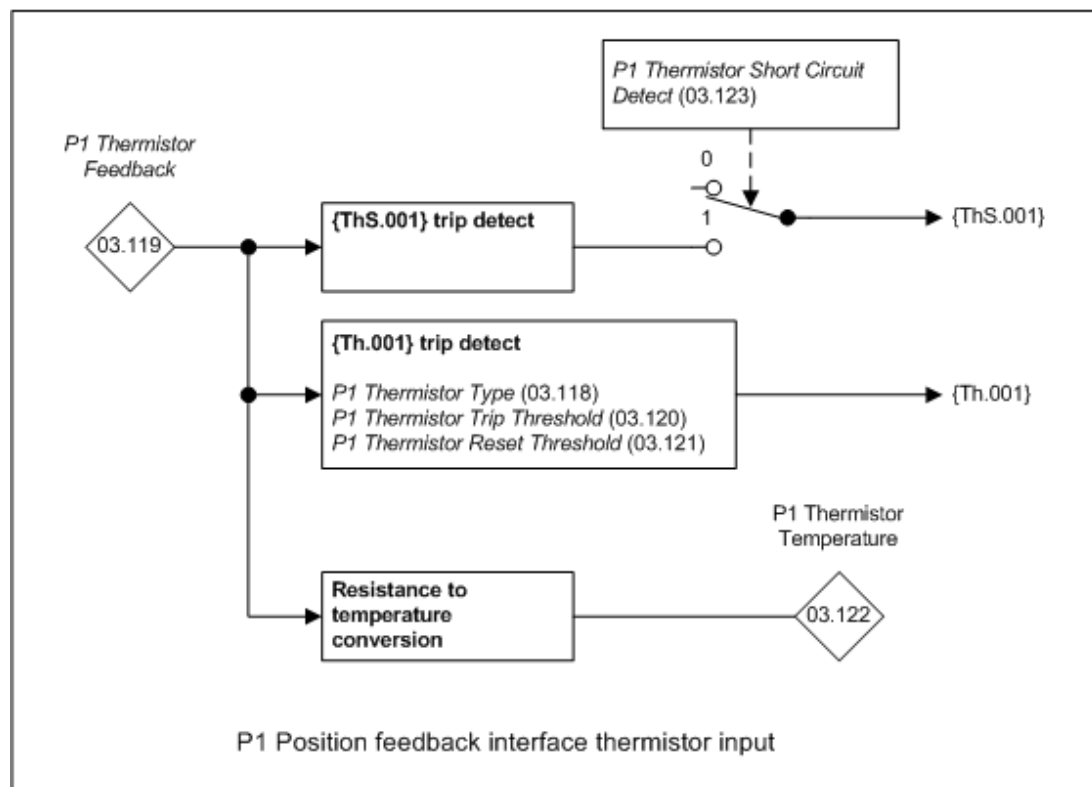 P1 Thermistor Short Circuit
Detect (03.123)
P1 Thermistor
Feedback
03.119
{ThS.001} trip detect
0
1
{ThS.001}
{Th.001} trip detect
P1 Thermistor Type (03.118)
P1 Thermistor Trip Threshold (03.120)
P1 Thermistor Reset Threshold (03.121)
{Th.001}
P1 Thermistor
Temperature
Resistance to
temperature
conversion
03.122
P1 Position feedback interface thermistor input